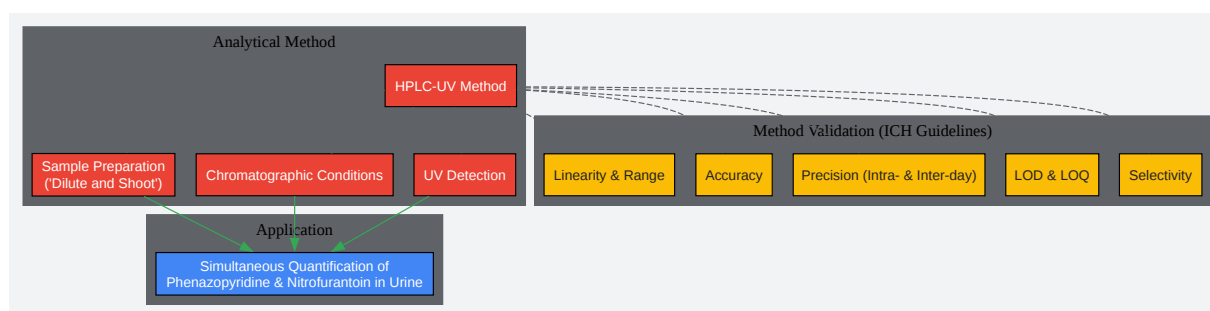 Analytical Method
HPLC-UV Method
Sample Preparation
('Dilute and Shoot')
Chromatographic Conditions
UV Detection
Method Validation (ICH Guidelines)
Linearity & Range
Accuracy
Precision (Intra- & Inter-day)
LOD & LOQ
Selectivity
Application
Simultaneous Quantification of
Phenazopyridine & Nitrofurantoin in Urine